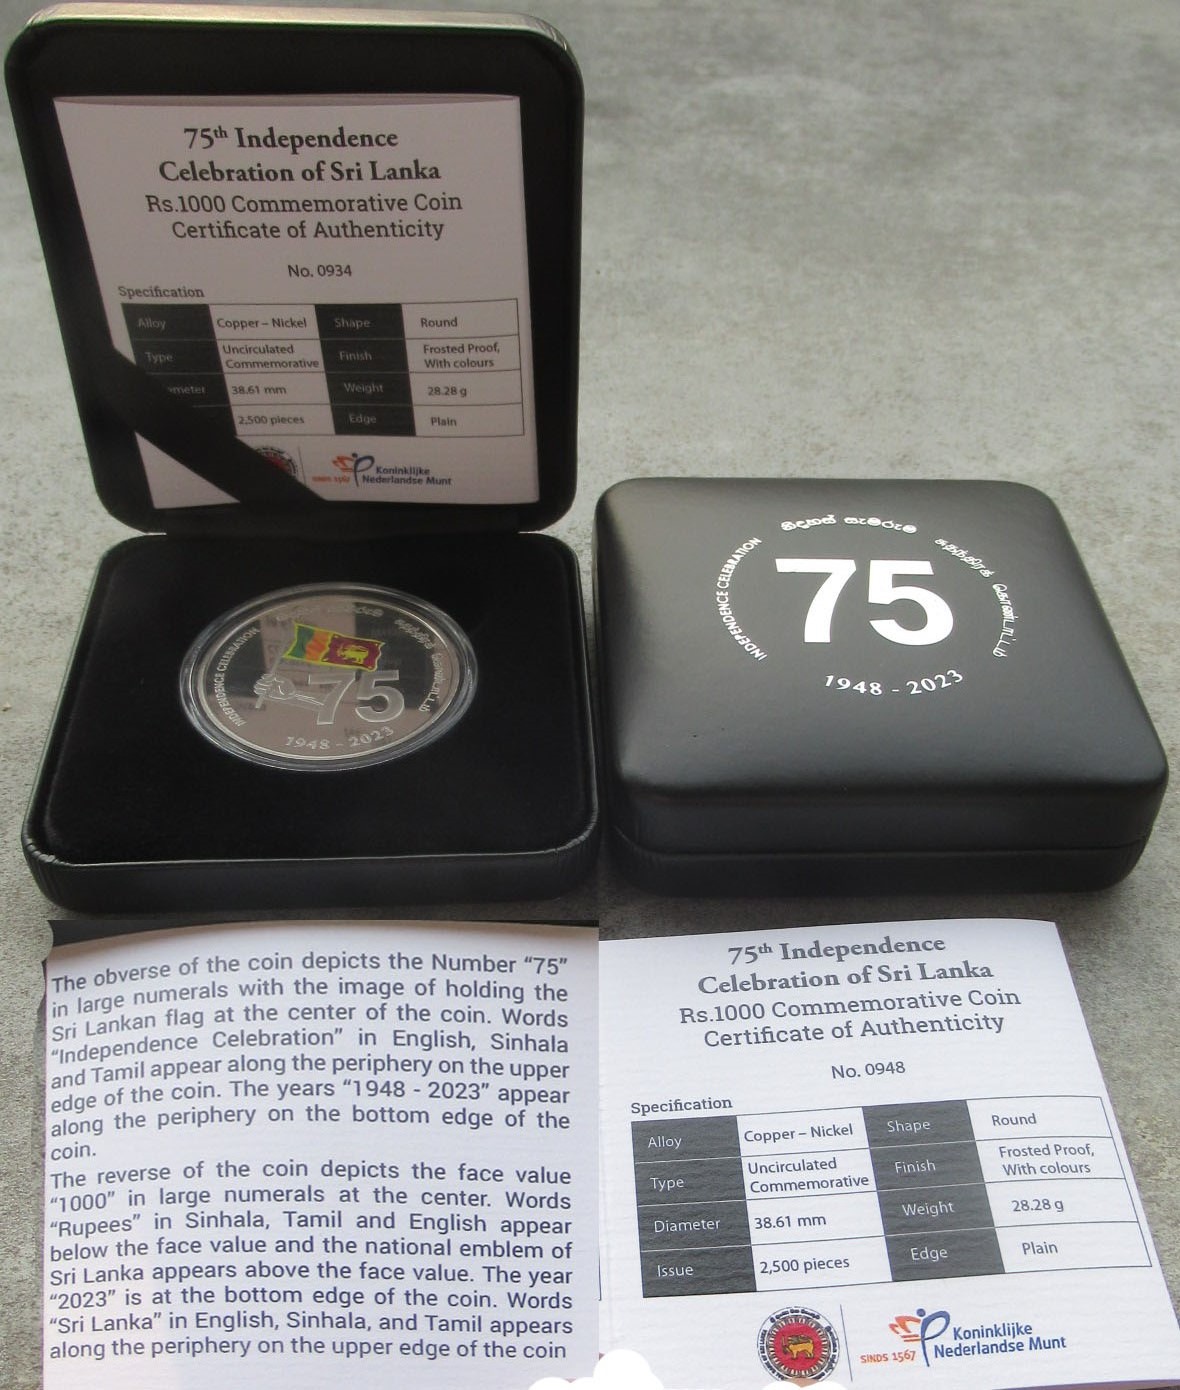 75th Independence
Celebration of Sri Lanka
Rs.1000 Commemorative Coin
Certificate of Authenticity
No. 0934
Specification
Alloy Copper – Nickel Shape Round
Type Uncirculated Commemorative Finish Frosted Proof, With colours
meter 38.61 mm Weight 28.28 g
2,500 pieces Edge Plain
SINDS 1567 Koninklijke
Nederlandse Munt
INDEPENDENCE CELEBRATION
75
1948 - 2023
නිදහස් සැමරුම
சுதந்திரக் கொண்டாட்டம்
INDEPENDENCE CELEBRATION
75
1948 - 2023
The obverse of the coin depicts the Number “75”
in large numerals with the image of holding the
Sri Lankan flag at the center of the coin. Words
“Independence Celebration” in English, Sinhala
and Tamil appear along the periphery on the upper
edge of the coin. The years “1948 - 2023” appear
along the periphery on the bottom edge of the
coin.
The reverse of the coin depicts the face value
“1000” in large numerals at the center. Words
“Rupees” in Sinhala, Tamil and English appear
below the face value and the national emblem of
Sri Lanka appears above the face value. The year
“2023” is at the bottom edge of the coin. Words
“Sri Lanka” in English, Sinhala, and Tamil appears
along the periphery on the upper edge of the coin
75th Independence
Celebration of Sri Lanka
Rs.1000 Commemorative Coin
Certificate of Authenticity
No. 0948
Specification
Alloy Copper – Nickel Shape Round
Type Uncirculated Commemorative Finish Frosted Proof, With colours
Diameter 38.61 mm Weight 28.28 g
Issue 2,500 pieces Edge Plain
SINDS 1567 Koninklijke
Nederlandse Munt